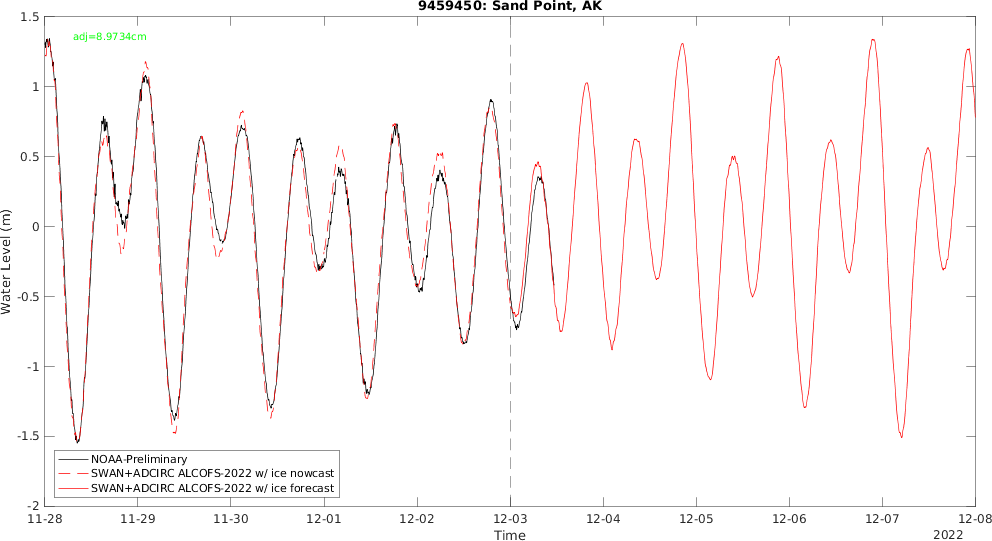 9459450: Sand Point, AK
adj=8.9734cm
1.5
1
0.5
0
-0.5
-1
-1.5
-2
Water Level (m)
NOAA-Preliminary
SWAN+ADCIRC ALCOFS-2022 w/ ice nowcast
SWAN+ADCIRC ALCOFS-2022 w/ ice forecast
11-28 11-29 11-30 12-01 12-02 12-03 12-04 12-05 12-06 12-07 12-08
Time
2022